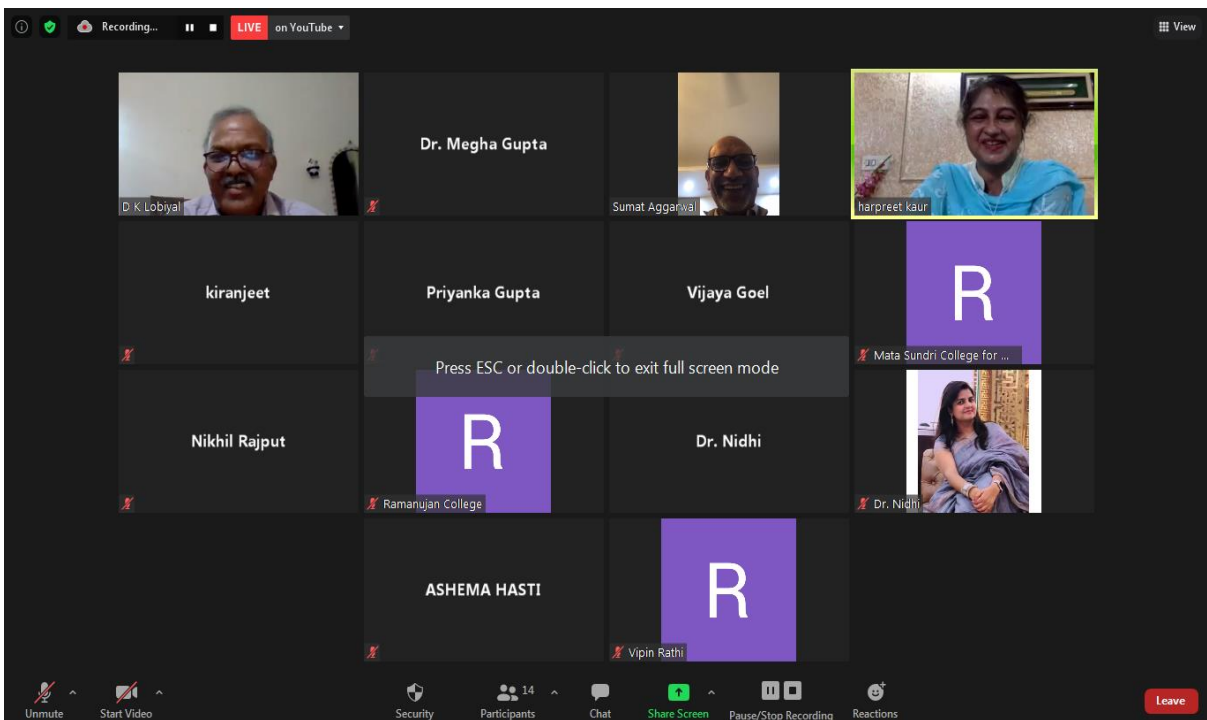 Recording...
LIVE on YouTube
View
D K Lobiyal
Dr. Megha Gupta
Sumat Aggarwal
harpreet kaur
kiranjeet
Priyanka Gupta
Vijaya Goel
R
Mata Sundri College for ...
Press ESC or double-click to exit full screen mode
Nikhil Rajput
R
Ramanujan College
Dr. Nidhi
Dr. Nidhi
ASHEMA HASTI
R
Vipin Rathi
Unmute
Start Video
Security
14
Participants
Chat
Share Screen
Pause/Stop Recording
Reactions
Leave